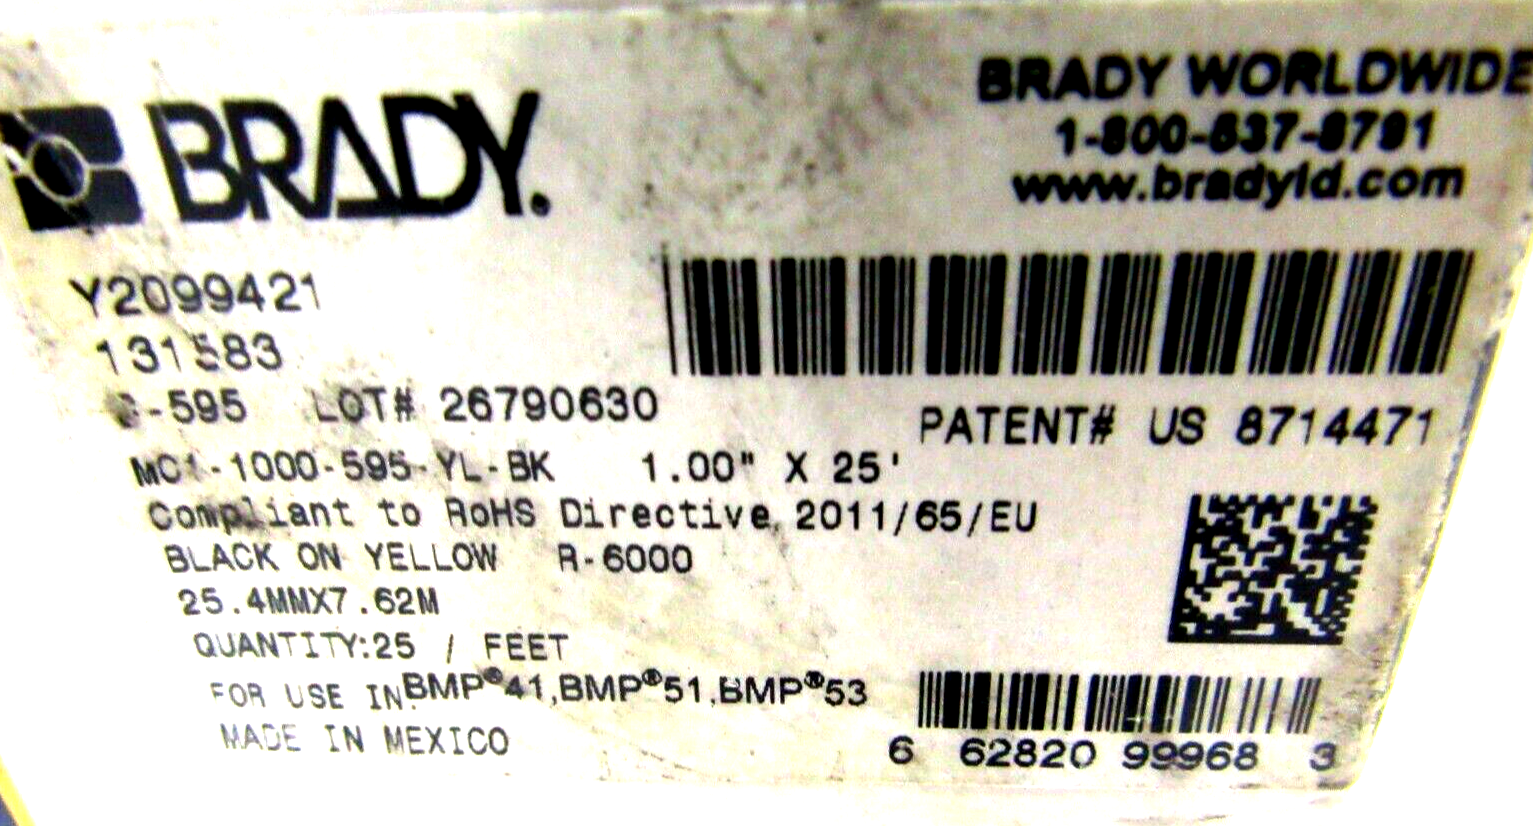 BRADY.
BRADY WORLDWIDE
1-800-537-8791
www.bradyid.com
Y2099421
131583
-595 LOT# 26790630
PATENT# US 8714471
MC1-1000-595-YL-BK 1.00" X 25'
Compliant to RoHS Directive 2011/65/EU
BLACK ON YELLOW R-6000
25.4MMX7.62M
QUANTITY:25 / FEET
FOR USE IN:BMP®41,BMP®51,BMP®53
MADE IN MEXICO
6 62820 99968 3